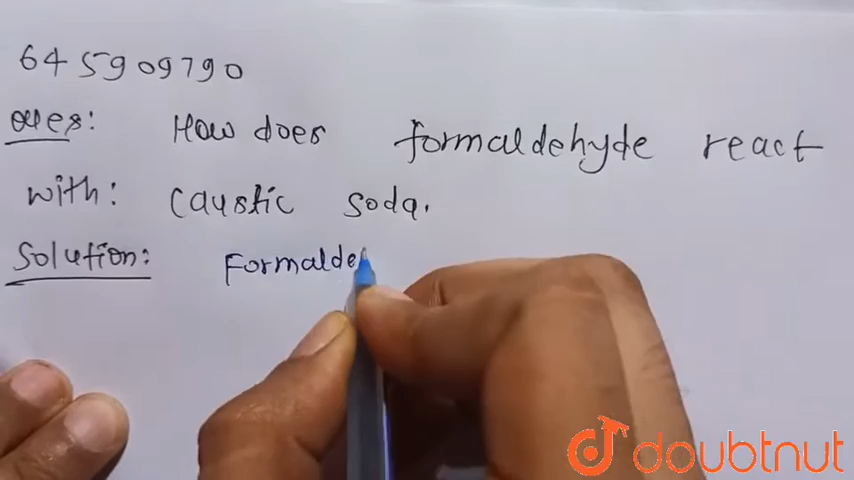 645909790
Ques: How does formaldehyde react
with: Caustic soda.
Solution: Formalde
doubtnut